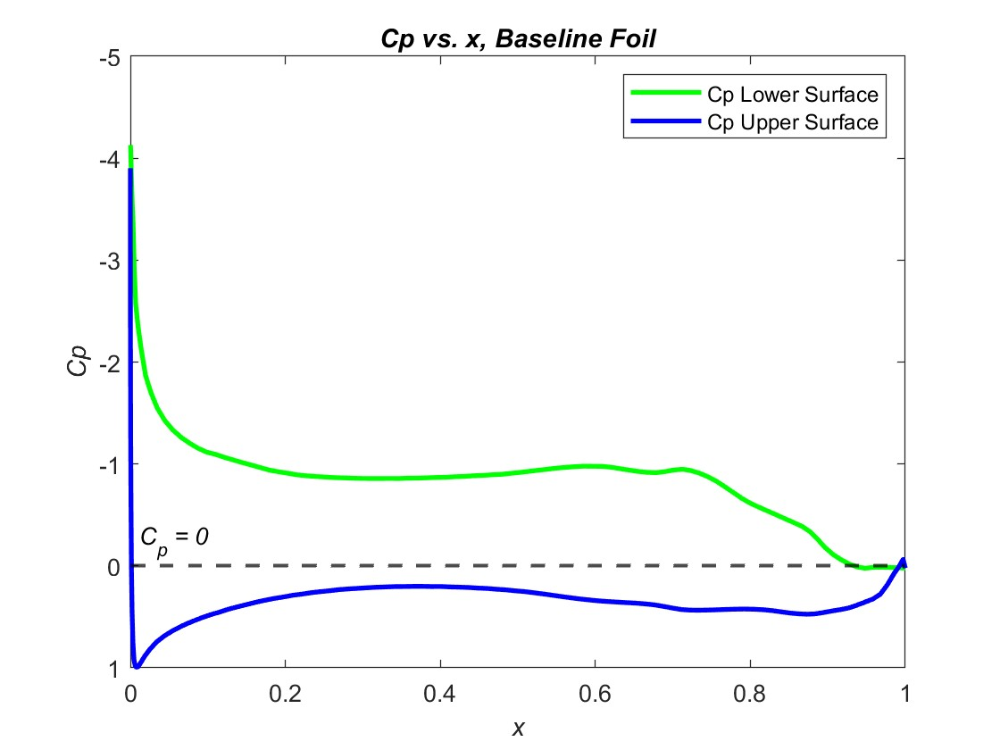 Cp vs. x, Baseline Foil
-5
-4
-3
-2
-1
0
1
Cp
Cp Lower Surface
Cp Upper Surface
C_p = 0
0
0.2
0.4
0.6
0.8
1
x